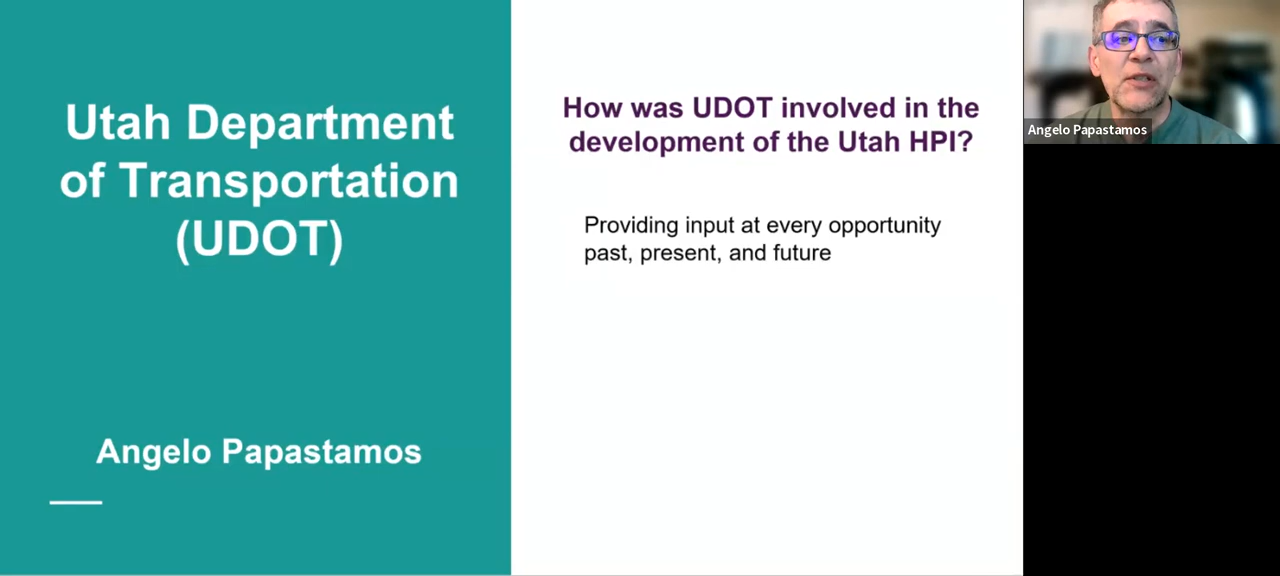 Utah Department
of Transportation
(UDOT)
Angelo Papastamos
How was UDOT involved in the
development of the Utah HPI?
Providing input at every opportunity
past, present, and future
Angelo Papastamos